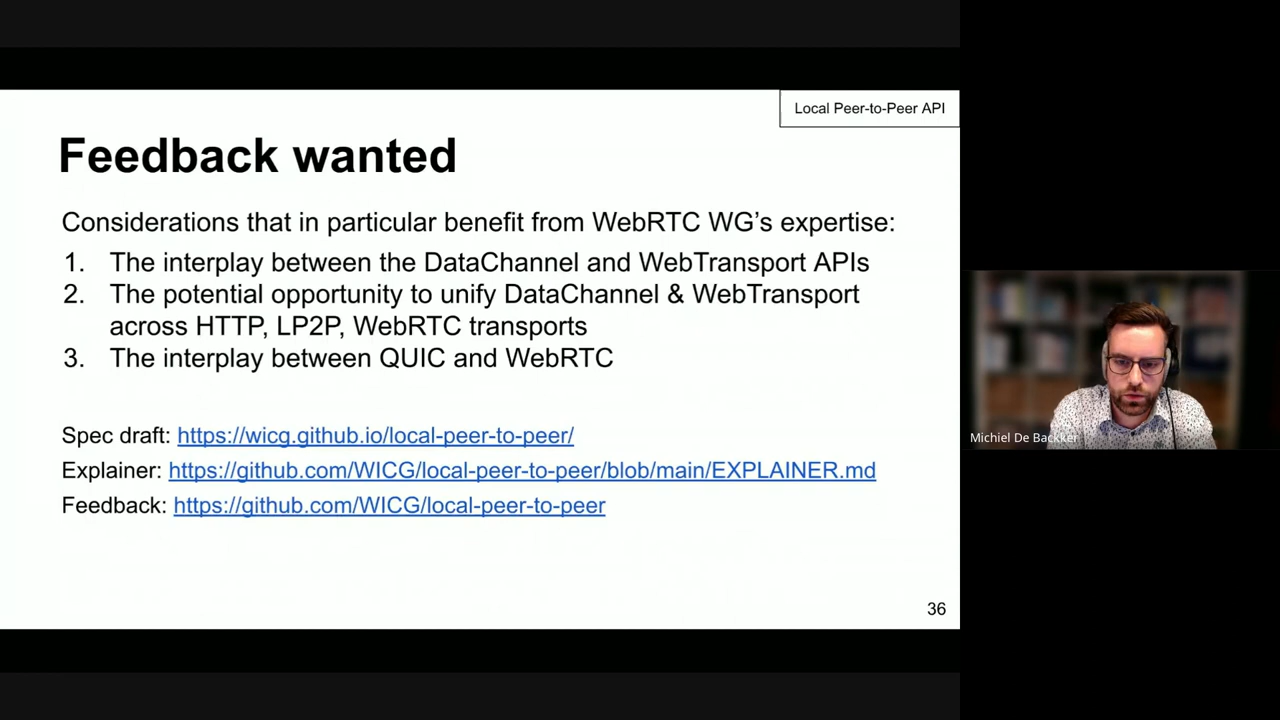 Local Peer-to-Peer API
Feedback wanted
Considerations that in particular benefit from WebRTC WG's expertise:
1. The interplay between the DataChannel and WebTransport APIs
2. The potential opportunity to unify DataChannel & WebTransport
across HTTP, LP2P, WebRTC transports
3. The interplay between QUIC and WebRTC
Spec draft: https://wicg.github.io/local-peer-to-peer/
Explainer: https://github.com/WICG/local-peer-to-peer/blob/main/EXPLAINER.md
Feedback: https://github.com/WICG/local-peer-to-peer
36
Michiel De Backker